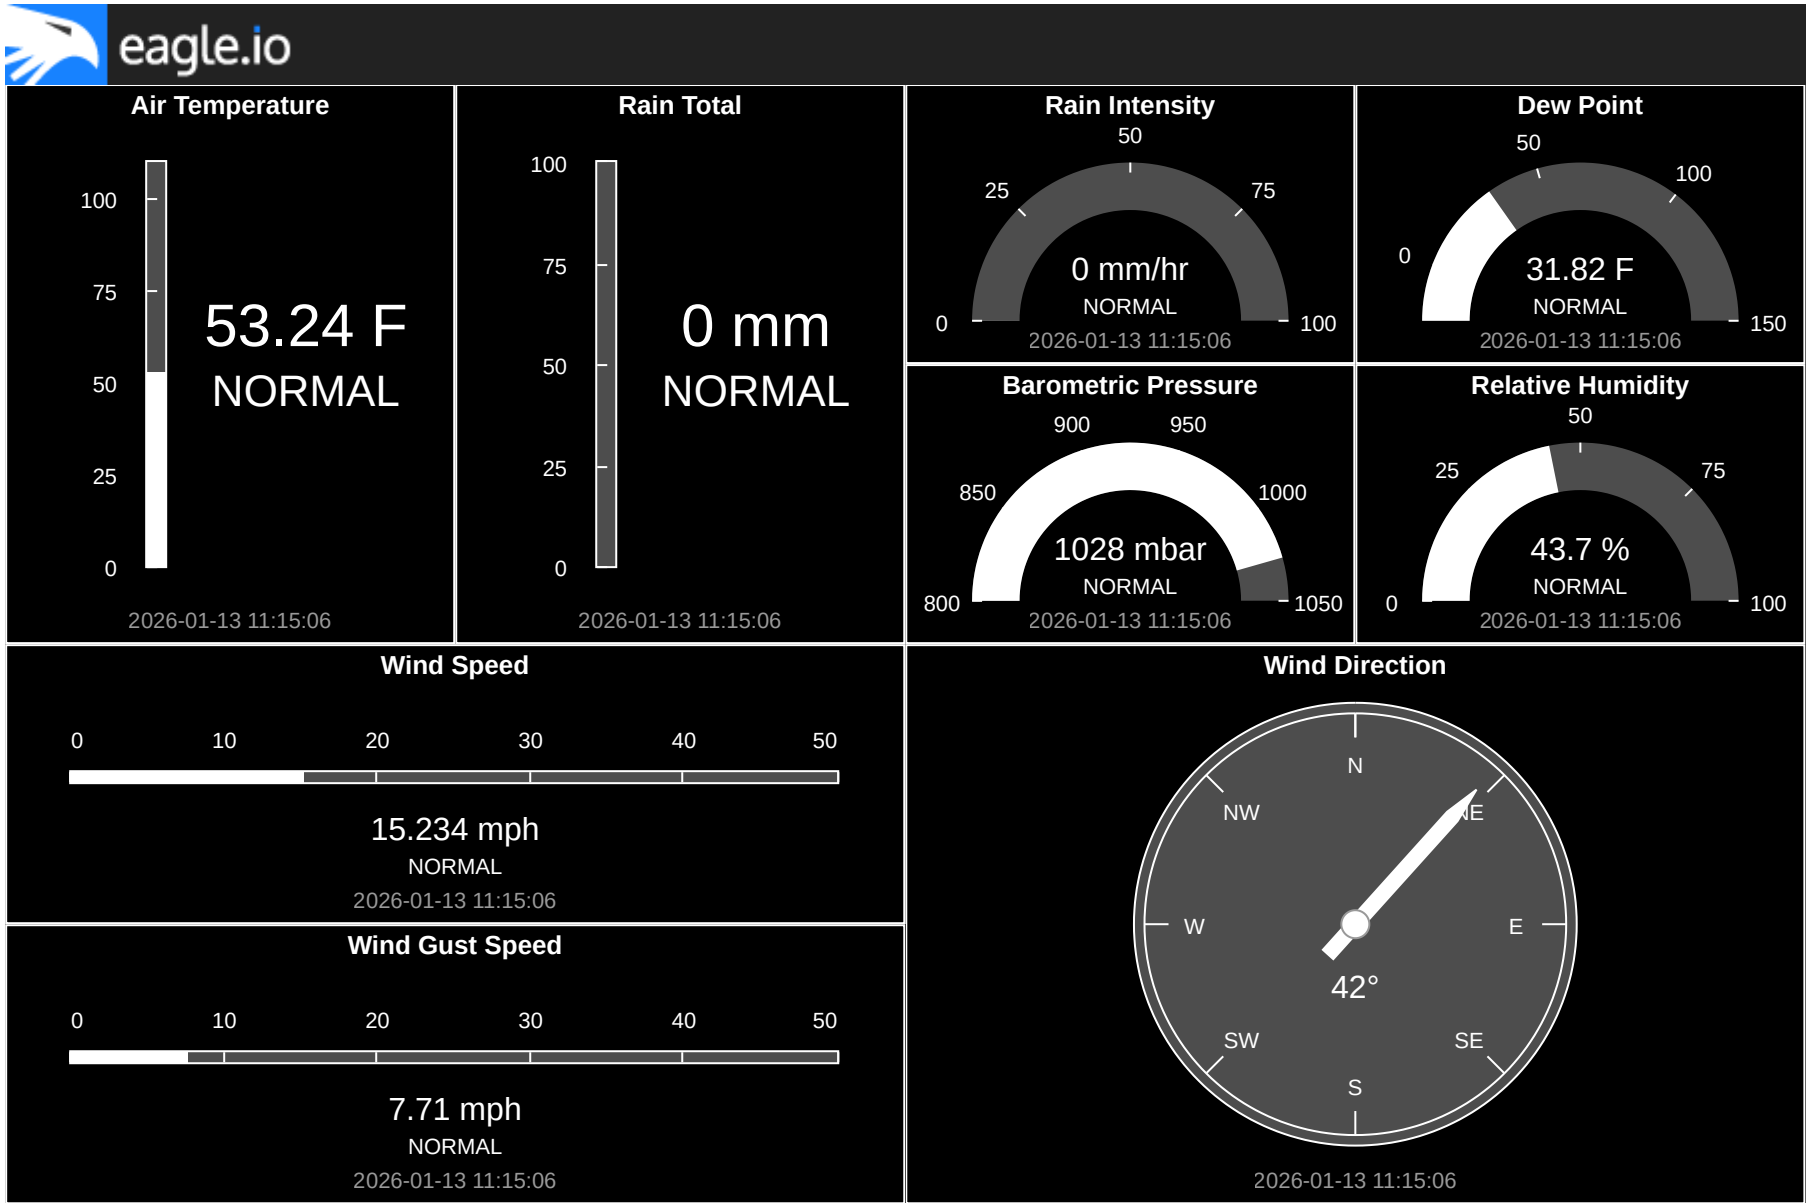 eagle.io
Air Temperature
100
75
50
25
0
53.24 F
NORMAL
2026-01-13 11:15:06
Rain Total
100
75
50
25
0
0 mm
NORMAL
2026-01-13 11:15:06
Rain Intensity
50
25
75
0
100
0 mm/hr
NORMAL
2026-01-13 11:15:06
Dew Point
50
100
0
150
31.82 F
NORMAL
2026-01-13 11:15:06
Barometric Pressure
900
950
850
1000
800
1050
1028 mbar
NORMAL
2026-01-13 11:15:06
Relative Humidity
50
25
75
0
100
43.7 %
NORMAL
2026-01-13 11:15:06
Wind Speed
0 10 20 30 40 50
15.234 mph
NORMAL
2026-01-13 11:15:06
Wind Gust Speed
0 10 20 30 40 50
7.71 mph
NORMAL
2026-01-13 11:15:06
Wind Direction
N
NW
NE
W
E
42°
SW
SE
S
2026-01-13 11:15:06